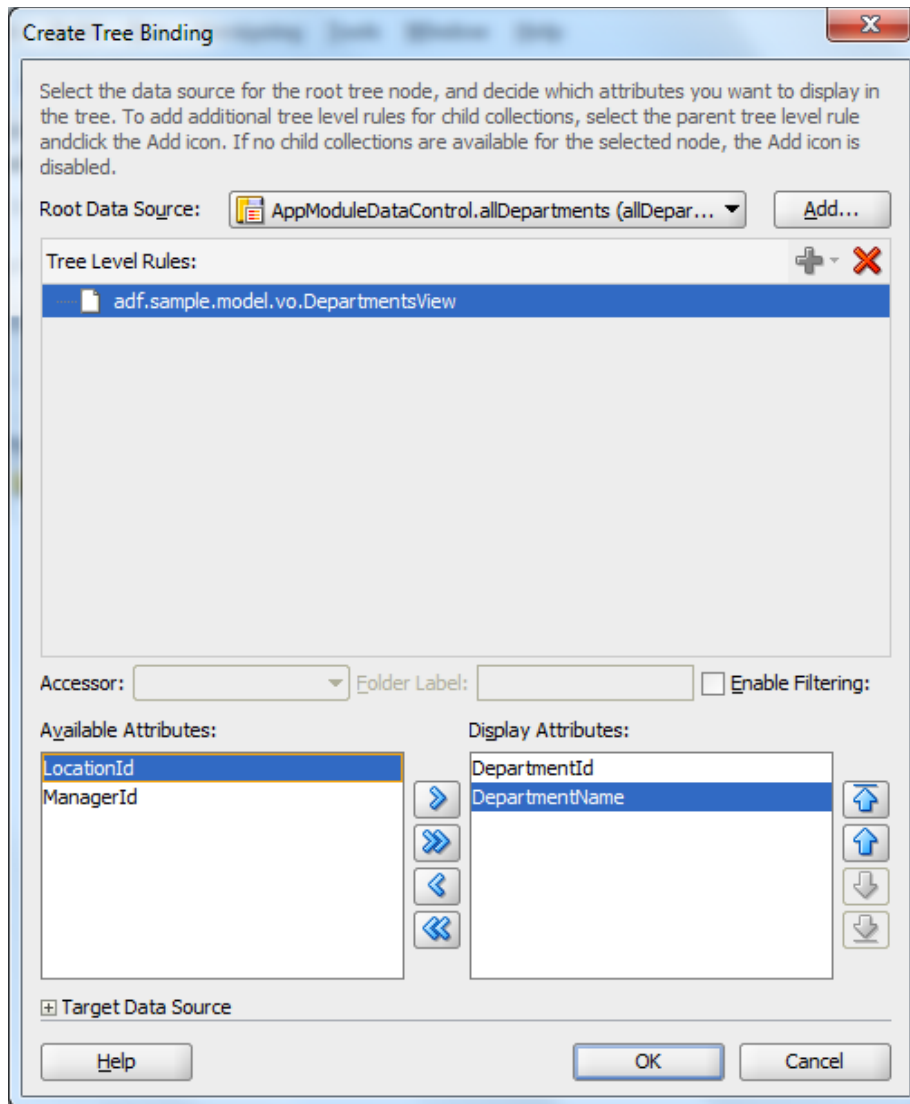 Create Tree Binding
Select the data source for the root tree node, and decide which attributes you want to display in
the tree. To add additional tree level rules for child collections, select the parent tree level rule
andclick the Add icon. If no child collections are available for the selected node, the Add icon is
disabled.
Root Data Source: AppModuleDataControl.allDepartments (allDepar... Add...
Tree Level Rules:
adf.sample.model.vo.DepartmentsView
Accessor: Folder Label: Enable Filtering:
Available Attributes: Display Attributes:
LocationId DepartmentId
ManagerId DepartmentName
Target Data Source
Help OK Cancel